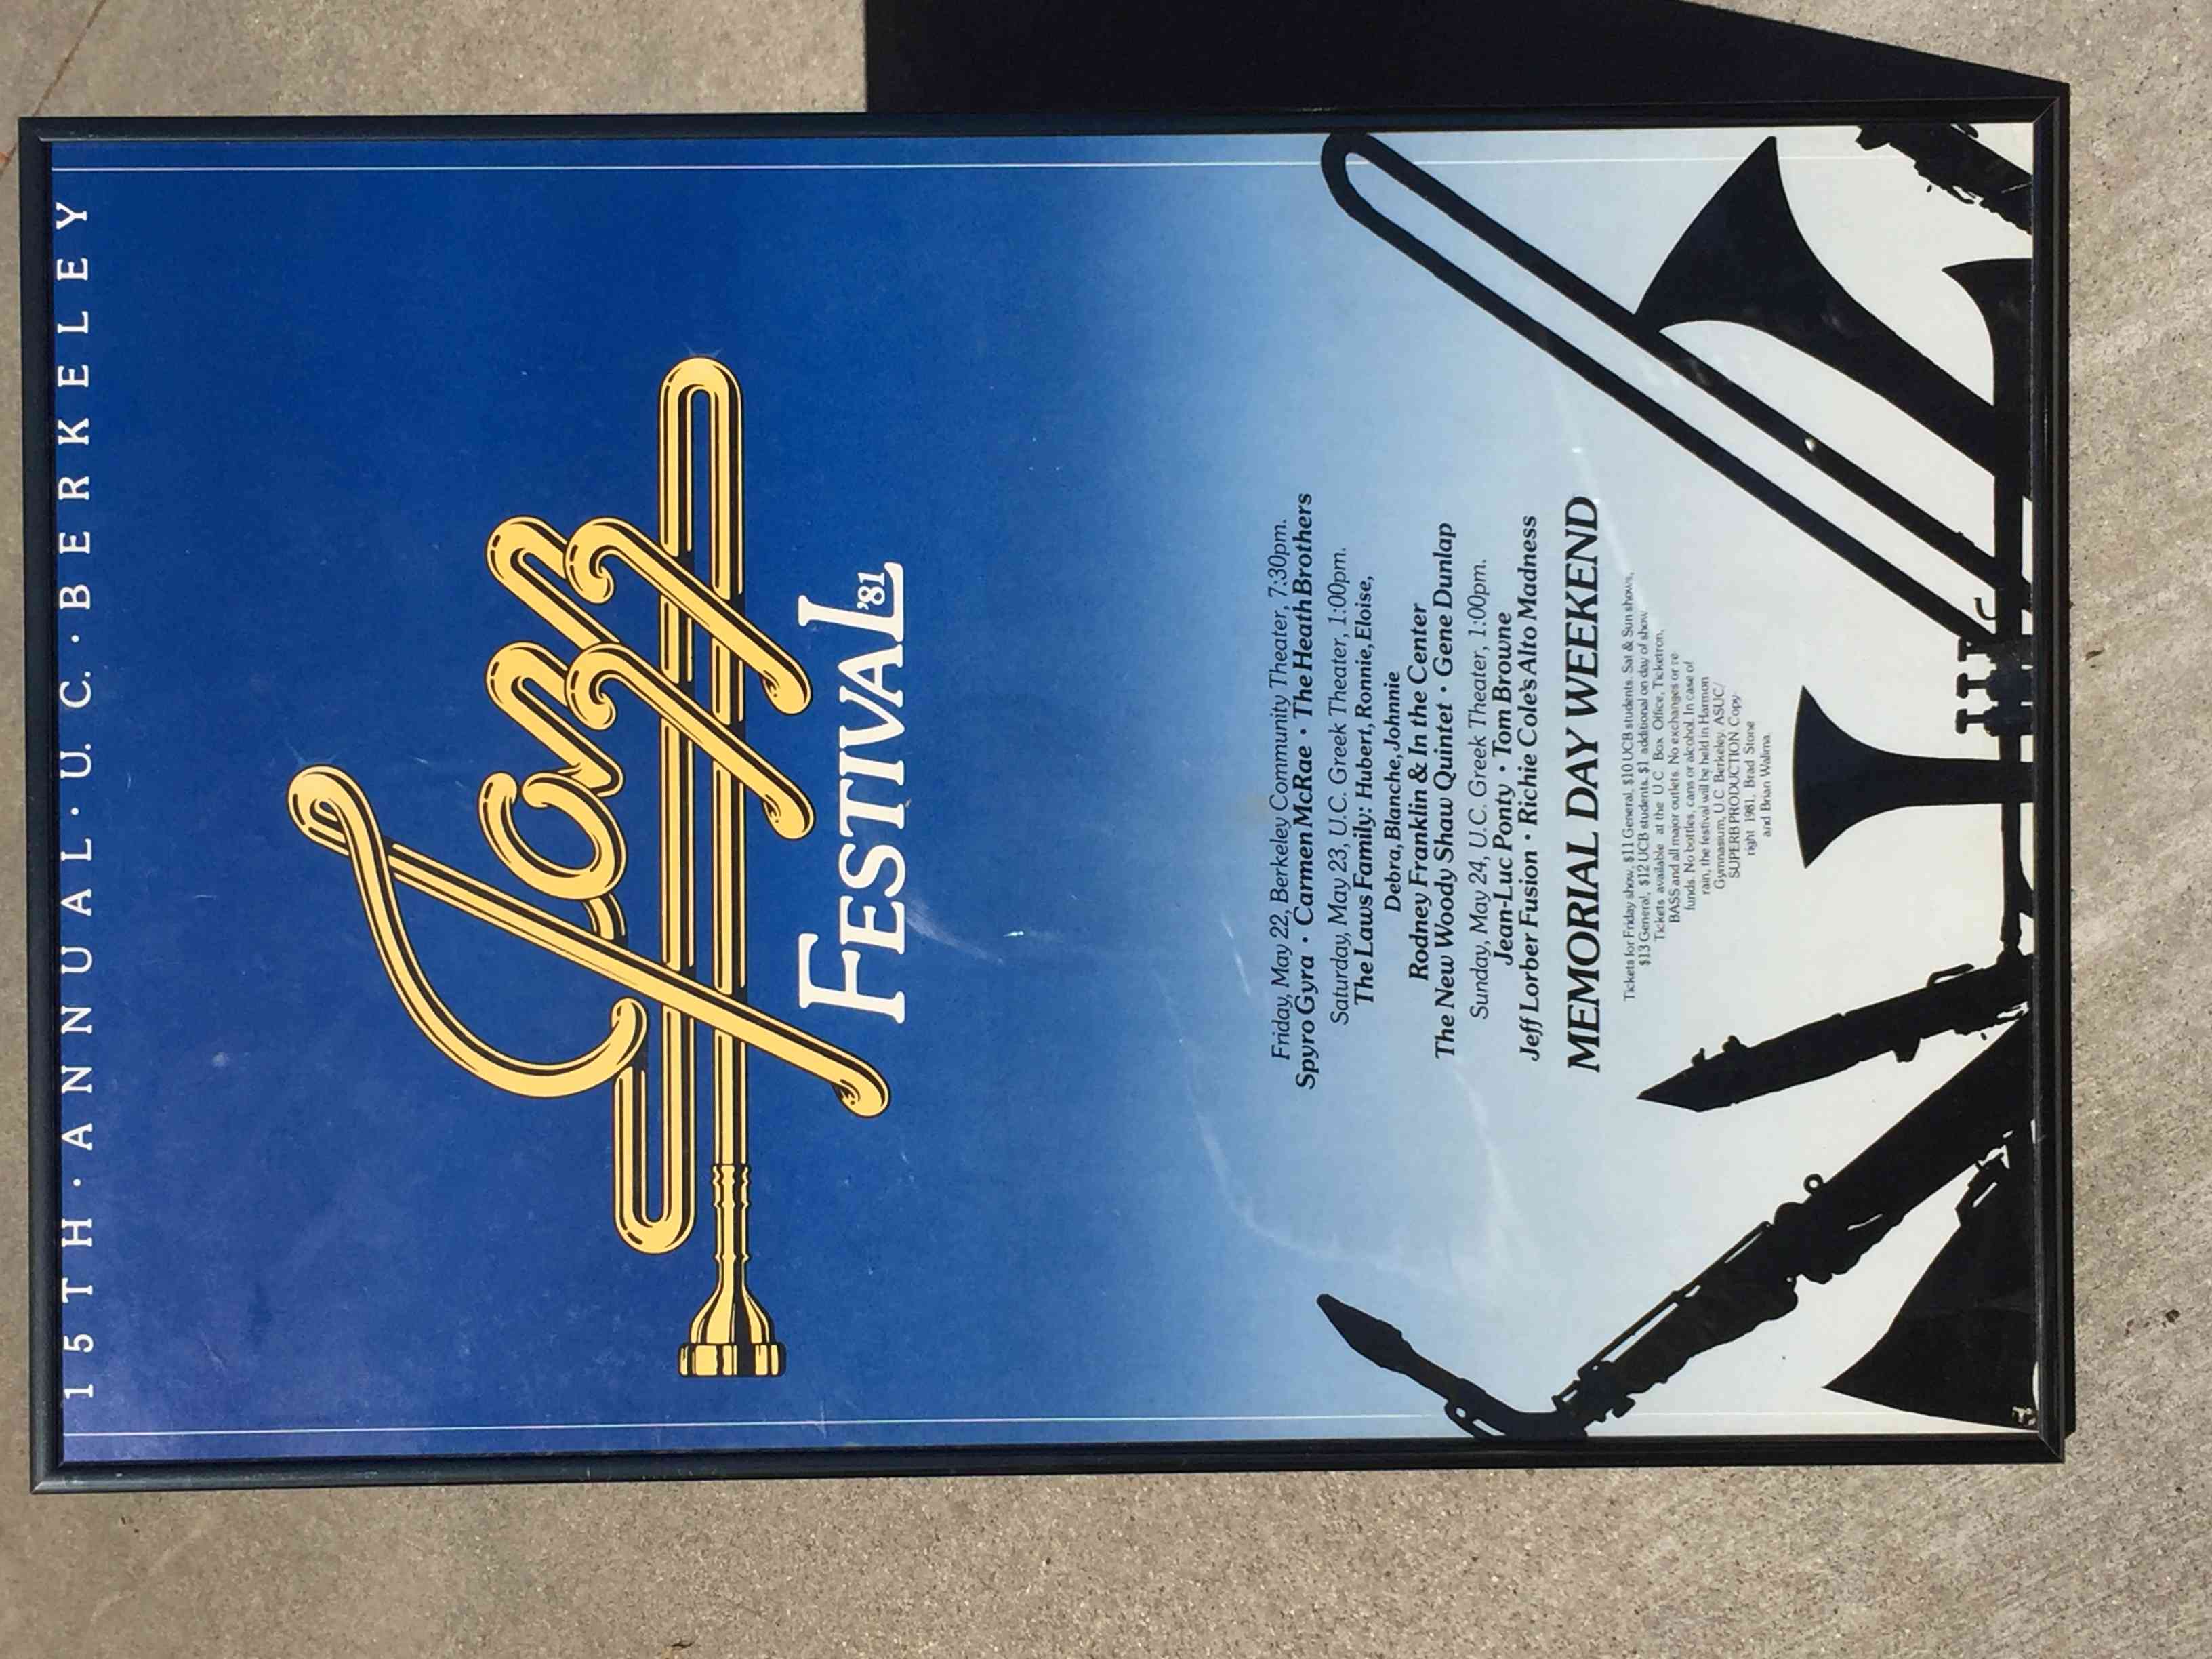 15TH·ANNUAL·U.C.·BERKELEY
Jazz
FESTIVAL '81
Friday, May 22, Berkeley Community Theater, 7:30pm.
Spyro Gyra · Carmen McRae · The Heath Brothers
Saturday, May 23, U.C. Greek Theater, 1:00pm.
The Laws Family: Hubert, Ronnie, Eloise,
Debra, Blanche, Johnnie
Rodney Franklin & In the Center
The New Woody Shaw Quintet · Gene Dunlap
Sunday, May 24, U.C. Greek Theater, 1:00pm.
Jean-Luc Ponty · Tom Browne
Jeff Lorber Fusion · Richie Cole's Alto Madness
MEMORIAL DAY WEEKEND
Tickets for Friday show, $11 General, $10 UCB students. Sat & Sun shows,
$13 General, $12 UCB students. $1 additional on day of show.
Tickets available at the U.C. Box Office, Ticketron,
BASS and all major outlets. No exchanges or re-
funds. No bottles, cans or alcohol. In case of
rain, the festival will be held in Harmon
Gymnasium, U.C. Berkeley. ASUC/
SUPERB PRODUCTION. Copy-
right 1981, Brad Stone
and Brian Walima.